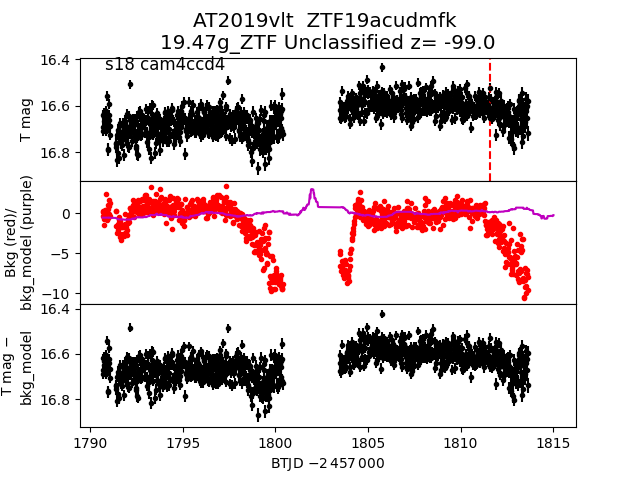 AT2019vlt  ZTF19acudmfk
19.47g_ZTF Unclassified z= -99.0
s18 cam4ccd4
16.4
16.6
16.8
T mag
0
−5
−10
Bkg (red)/
bkg_model (purple)
16.4
16.6
16.8
T mag −
bkg_model
1790
1795
1800
1805
1810
1815
BTJD −2 457 000